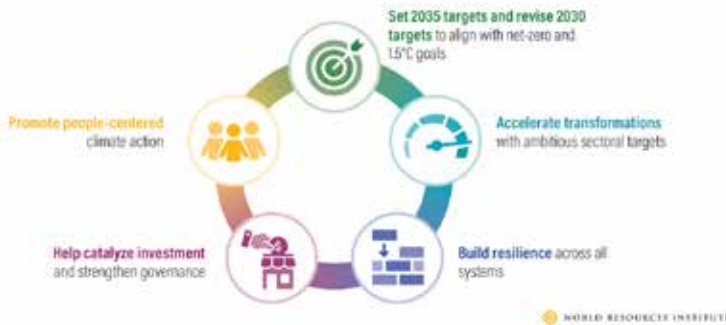 Set 2035 targets and revise 2030
targets to align with net-zero and
1.5°C goals
Accelerate transformations
with ambitious sectoral targets
Build resilience across all
systems
Help catalyze investment
and strengthen governance
Promote people-centered
climate action
WORLD RESOURCES INSTITUTE